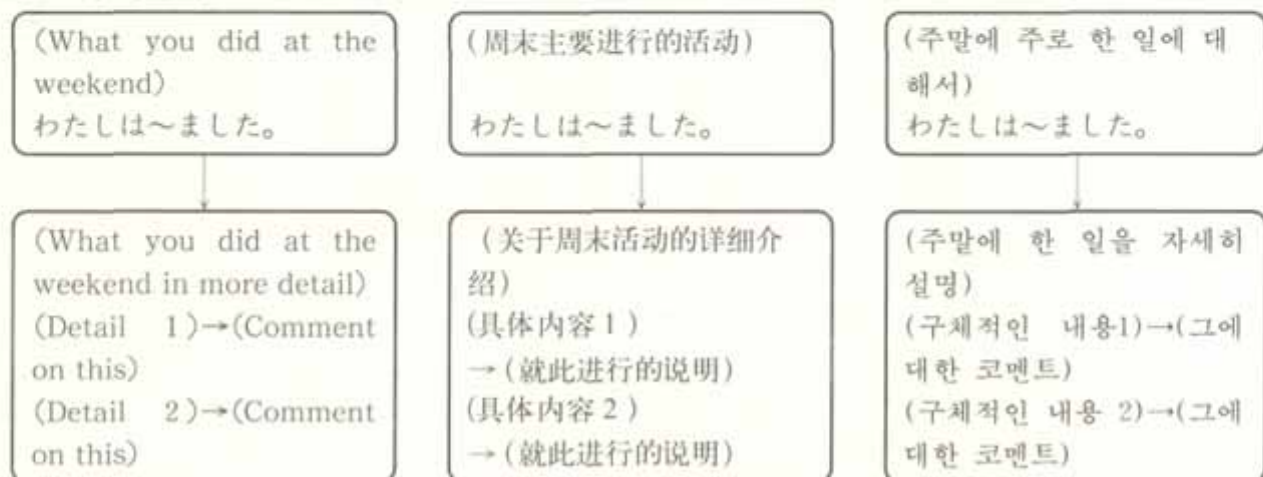 (What you did at the
weekend)
わたしは〜ました。
(周末主要进行的活动)
わたしは〜ました。
(주말에 주로 한 일에 대
해서)
わたしは〜ました。
(What you did at the
weekend in more detail)
(Detail 1)→(Comment
on this)
(Detail 2)→(Comment
on this)
(关于周末活动的详细介
绍)
(具体内容1)
→(就此进行的说明)
(具体内容2)
→(就此进行的说明)
(주말에 한 일을 자세히
설명)
(구체적인 내용1)→(그에
대한 코멘트)
(구체적인 내용 2)→(그에
대한 코멘트)